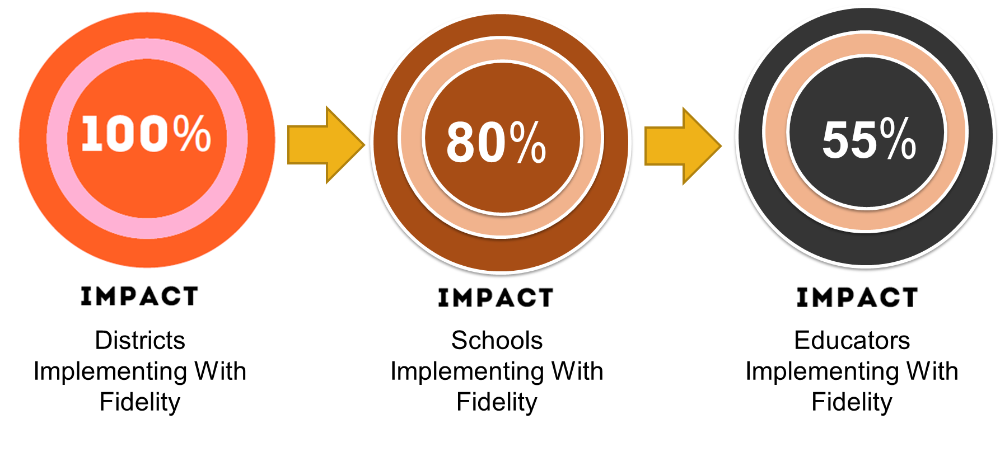 100%
IMPACT
Districts
Implementing With
Fidelity
80%
IMPACT
Schools
Implementing With
Fidelity
55%
IMPACT
Educators
Implementing With
Fidelity